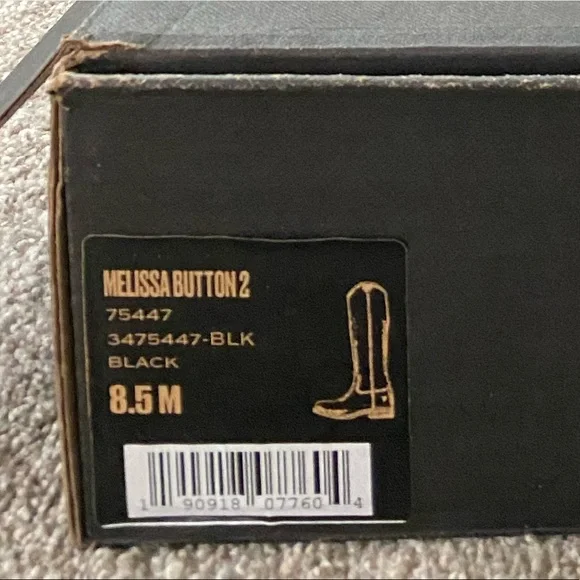 MELISSA BUTTON 2
75447
3475447-BLK
BLACK
8.5 M
1 90918 07760 4